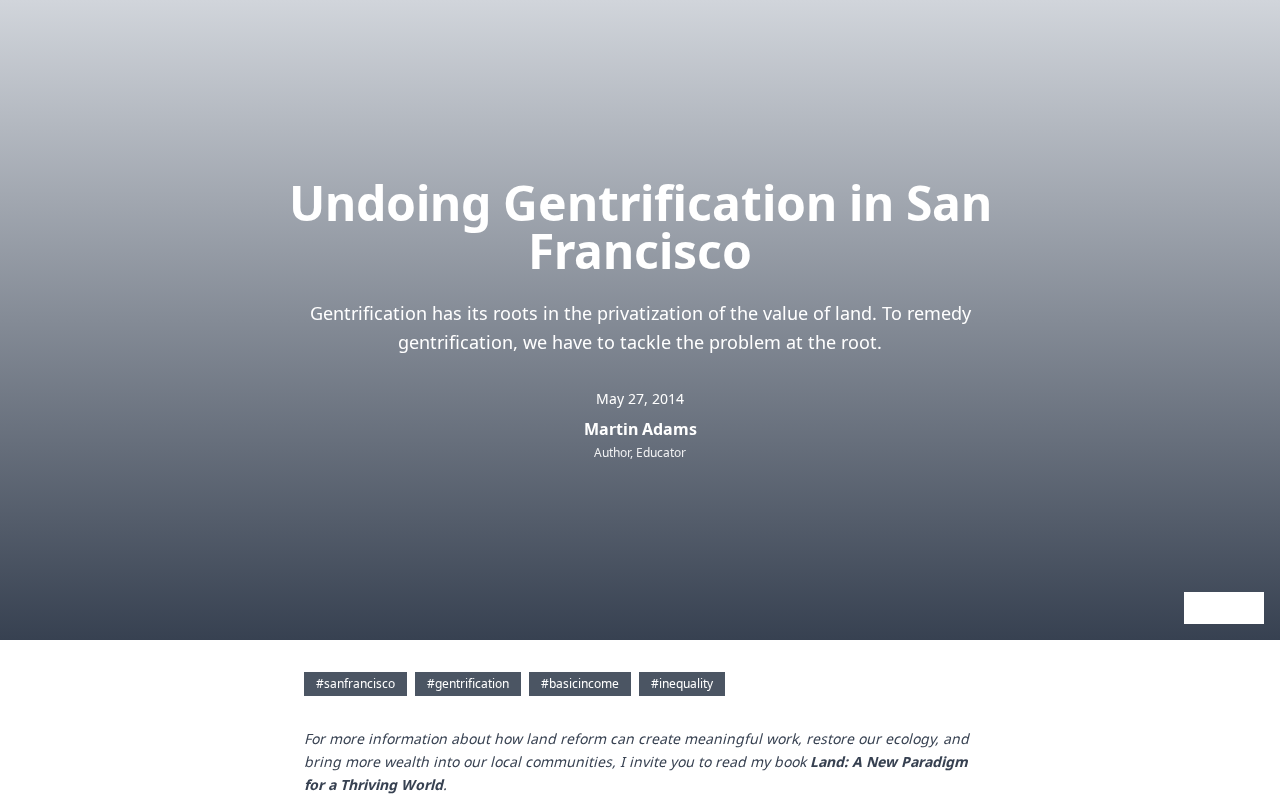 Undoing Gentrification in San
Francisco
Gentrification has its roots in the privatization of the value of land. To remedy
gentrification, we have to tackle the problem at the root.
May 27, 2014
Martin Adams
Author, Educator
#sanfrancisco #gentrification #basicincome #inequality
For more information about how land reform can create meaningful work, restore our ecology, and
bring more wealth into our local communities, I invite you to read my book Land: A New Paradigm
for a Thriving World.